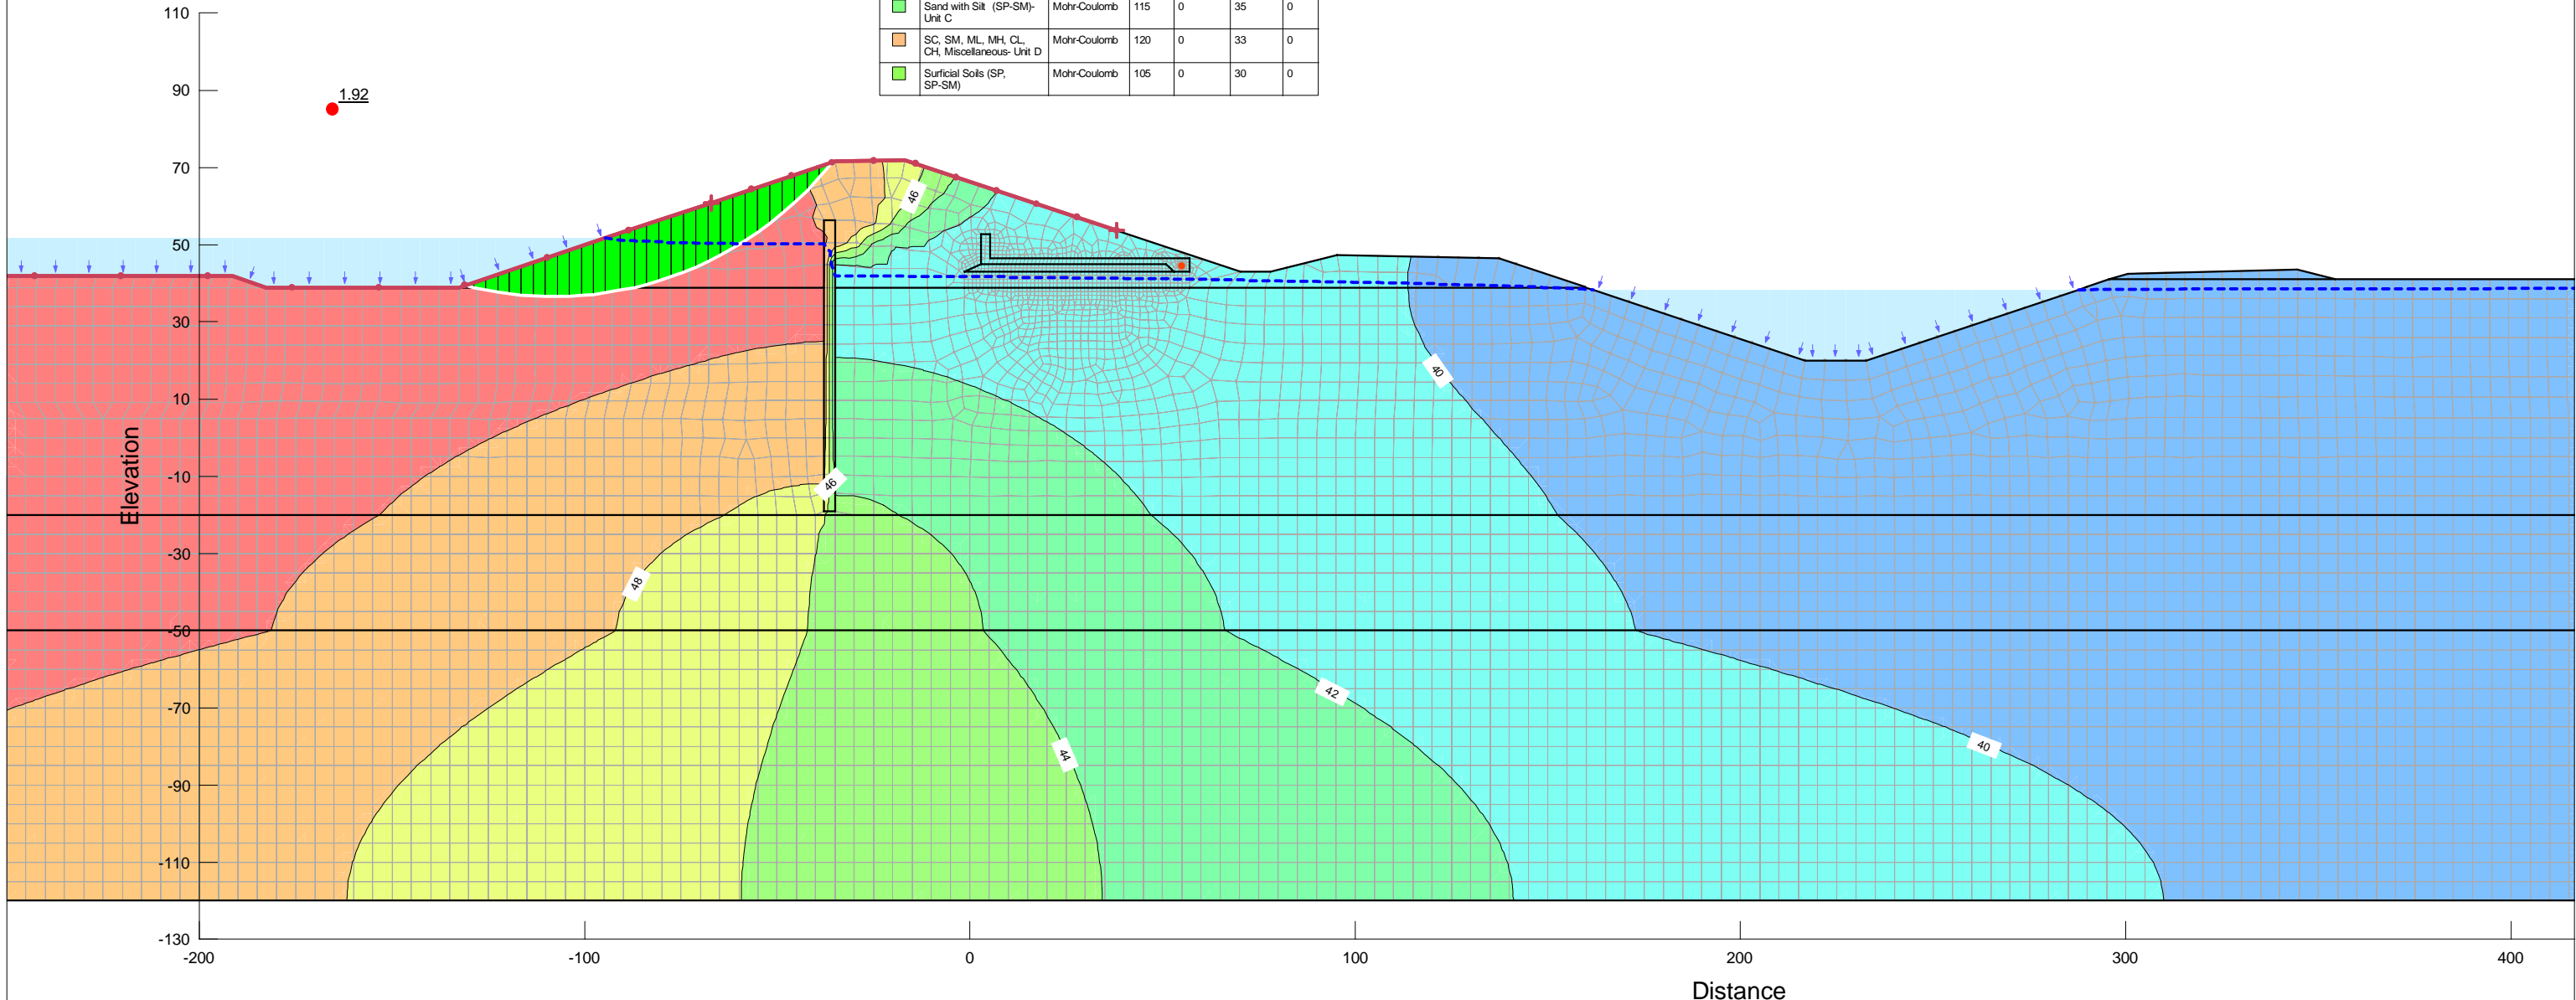 110
Sand with Silt (SP-SM)- Mohr-Coulomb 115 0 35 0
Unit C
SC, SM, ML, MH, CL, Mohr-Coulomb 120 0 33 0
CH, Miscellaneous- Unit D
Surficial Soils (SP, Mohr-Coulomb 105 0 30 0
SP-SM)
90
1.92
70
46
50
30
40
10
Elevation
-10
46
-30
48
-50
42
-70
44
40
-90
-110
-130
-200 -100 0 100 200 300 400
Distance